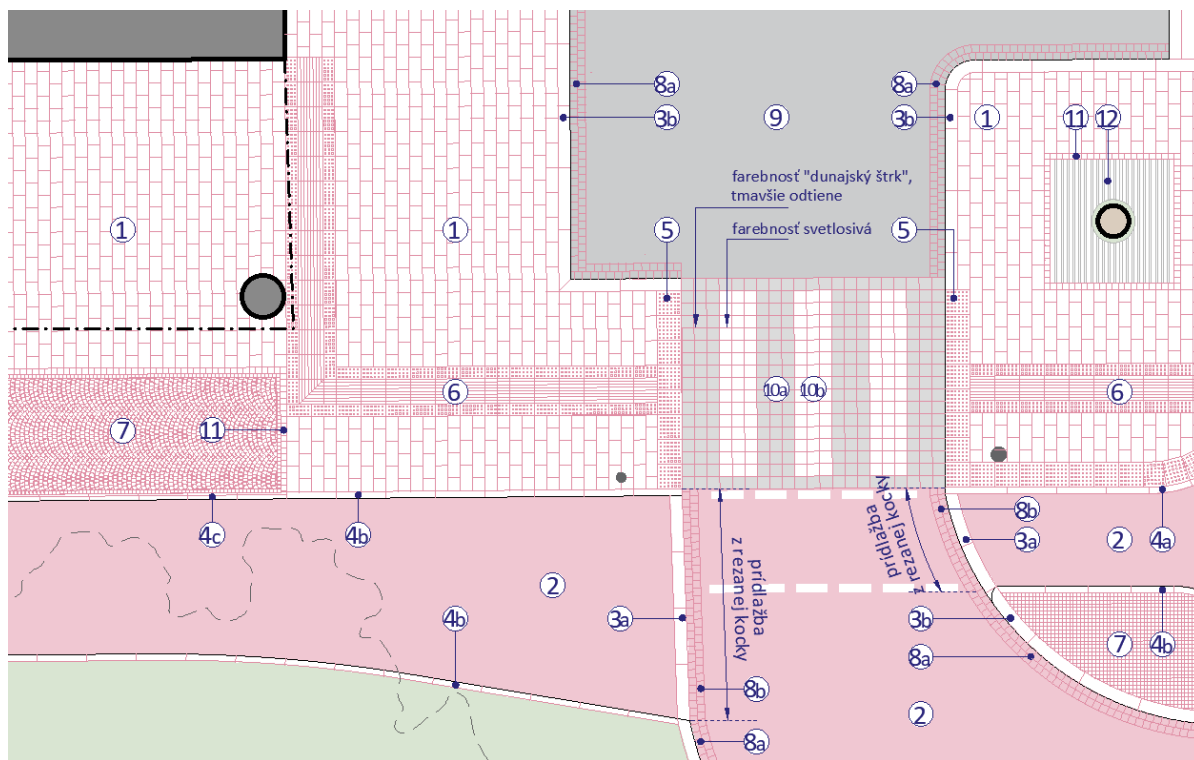 8a
8a
3b
9
3b
1
11
12
farebnosť "dunajský štrk",
tmavšie odtiene
1
1
5
farebnosť svetlosivá
5
6
10a
10b
6
7
11
4c
4b
prídlažba
z rezanej kocky
prídlažba
z rezanej kocky
8b
3a
2
4a
2
4b
3a
3b
8a
7
4b
8b
2
8a